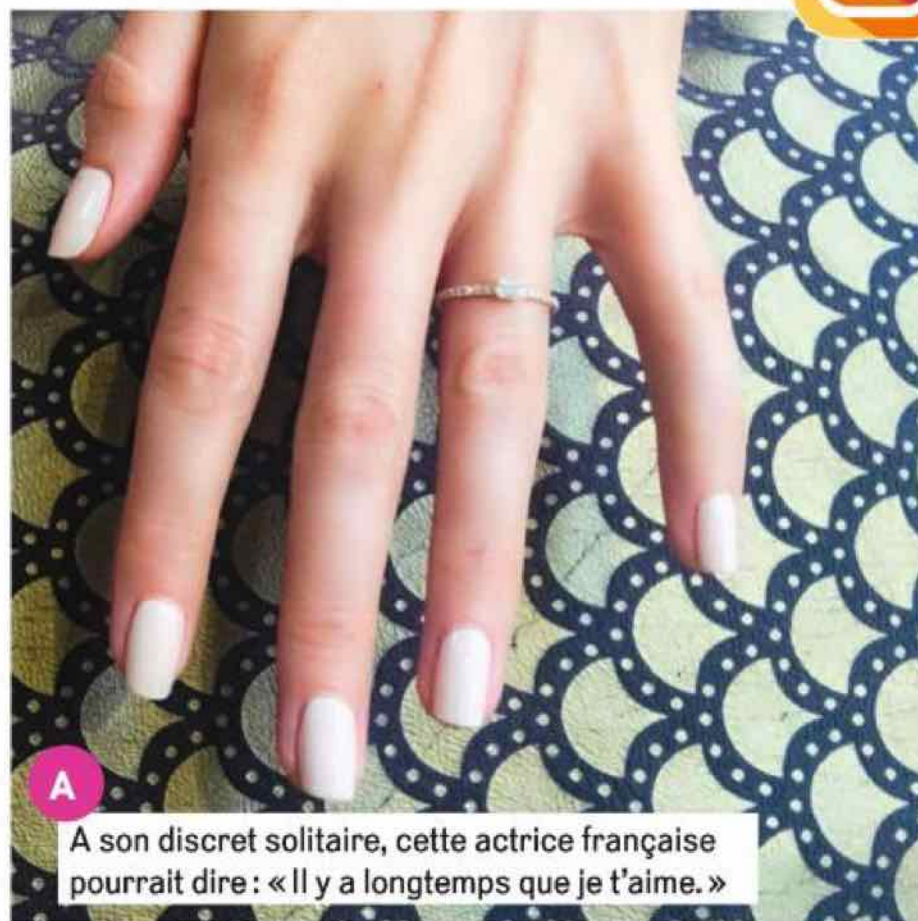 A
A son discret solitaire, cette actrice française
pourrait dire : « Il y a longtemps que je t'aime. »